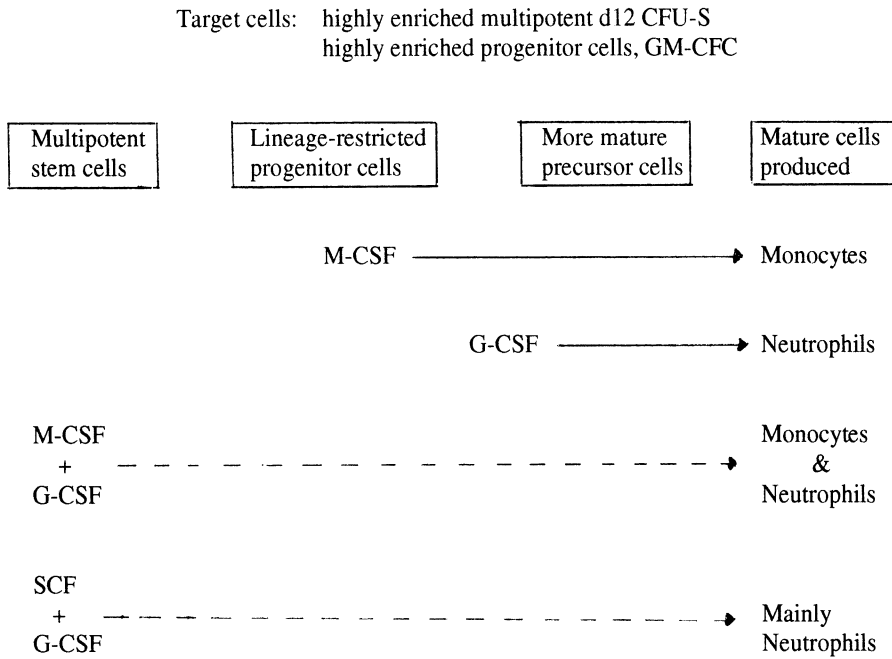 Target cells: highly enriched multipotent d12 CFU-S
highly enriched progenitor cells, GM-CFC
Multipotent
stem cells
Lineage-restricted
progenitor cells
More mature
precursor cells
Mature cells
produced
M-CSF
Monocytes
G-CSF
Neutrophils
M-CSF
+
G-CSF
Monocytes
&
Neutrophils
SCF
+
G-CSF
Mainly
Neutrophils